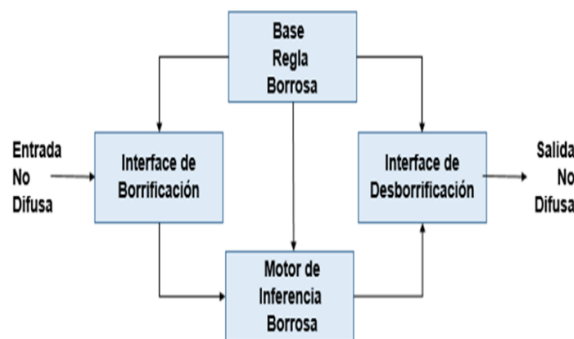 Base
Regla
Borrosa
Entrada
No
Difusa
Interface de
Borrificación
Interface de
Desborrificación
Salida
No
Difusa
Motor de
Inferencia
Borrosa